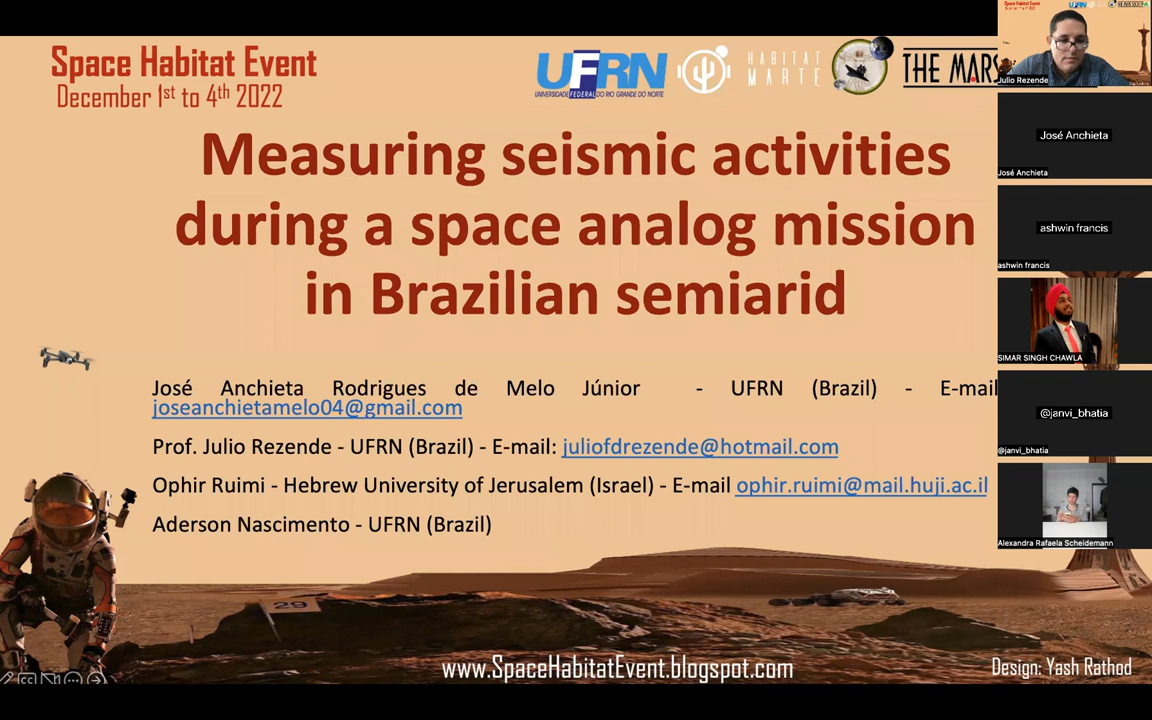 Space Habitat Event
December 1st to 4th 2022
UFRN
UNIVERSIDADE FEDERAL DO RIO GRANDE DO NORTE
HABITAT
MARTE
THE MARS
Measuring seismic activities
during a space analog mission
in Brazilian semiarid
José Anchieta Rodrigues de Melo Júnior - UFRN (Brazil) - E-mail
joseanchietamelo04@gmail.com
Prof. Julio Rezende - UFRN (Brazil) - E-mail: juliofdrezende@hotmail.com
Ophir Ruimi - Hebrew University of Jerusalem (Israel) - E-mail ophir.ruimi@mail.huji.ac.il
Aderson Nascimento - UFRN (Brazil)
29
www.SpaceHabitatEvent.blogspot.com
Design: Yash Rathod
Julio Rezende
José Anchieta
José Anchieta
ashwin francis
ashwin francis
SIMAR SINGH CHAWLA
@janvi_bhatia
@janvi_bhatia
Alexandra Rafaela Scheidemann